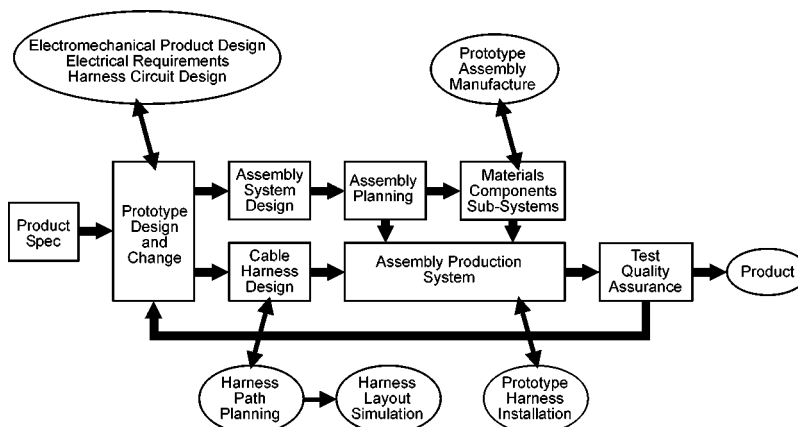 Electromechanical Product Design
Electrical Requirements
Harness Circuit Design
Prototype
Assembly
Manufacture
Product
Spec
Prototype
Design
and
Change
Assembly
System
Design
Assembly
Planning
Materials
Components
Sub-Systems
Cable
Harness
Design
Assembly Production
System
Test
Quality
Assurance
Product
Harness
Path
Planning
Harness
Layout
Simulation
Prototype
Harness
Installation